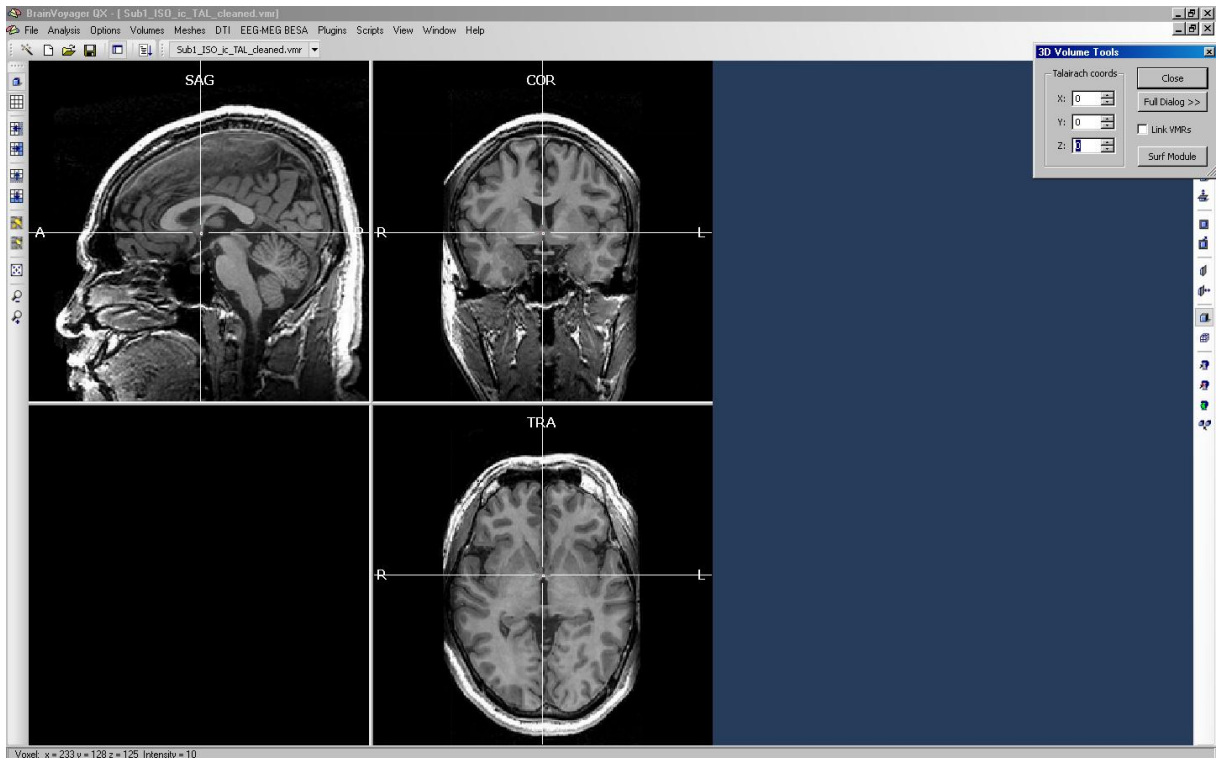 BrainVoyager QX - [ Sub1_ISO_ic_TAL_cleaned.vmr]
File Analysis Options Volumes Meshes DTI EEG-MEG BESA Plugins Scripts View Window Help
Sub1_ISO_ic_TAL_cleaned.vmr
3D Volume Tools
Talairach coords
Close
X: 0
Full Dialog >>
Y: 0
Link VMRs
Z: 0
Surf Module
SAG
COR
A
P
R
L
TRA
R
L
Voxel: x = 233 y = 128 z = 125 Intensity = 10